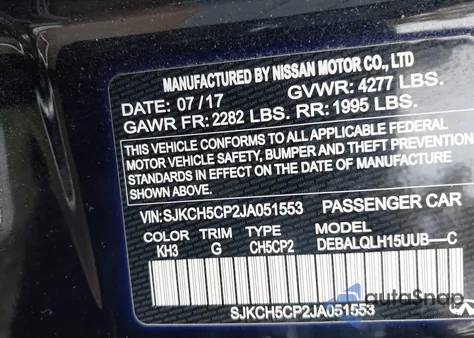 MANUFACTURED BY NISSAN MOTOR CO., LTD
DATE: 07/17 GVWR: 4277 LBS.
GAWR FR: 2282 LBS. RR: 1995 LBS.
THIS VEHICLE CONFORMS TO ALL APPLICABLE FEDERAL
MOTOR VEHICLE SAFETY, BUMPER AND THEFT PREVENTION
STANDARDS IN EFFECT ON THE DATE OF MANUFACTURE
SHOWN ABOVE.
VIN: SJKCH5CP2JA051553 PASSENGER CAR
COLOR TRIM TYPE MODEL
KH3 G CH5CP2 DEBALQLH15UUB--C
SJKCH5CP2JA051553
autoSnap